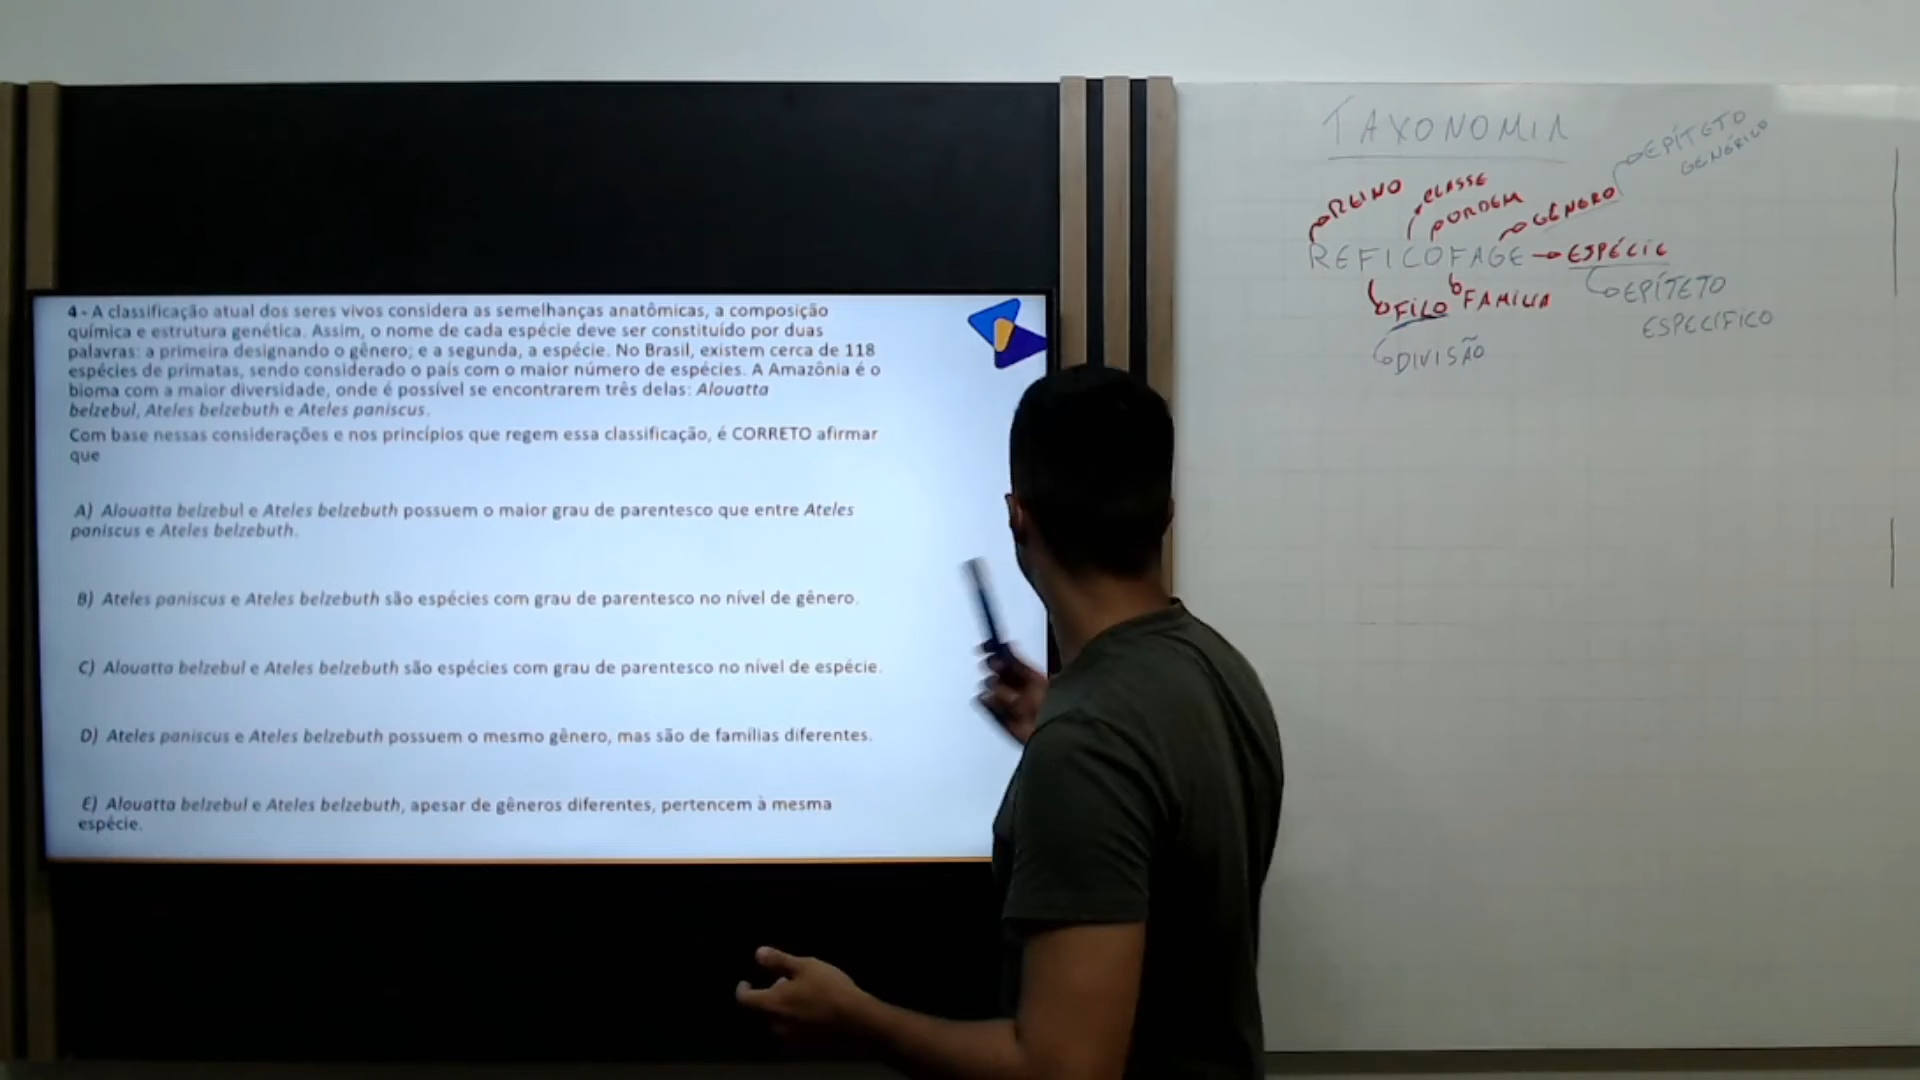 4 - A classificação atual dos seres vivos considera as semelhanças anatômicas, a composição
química e estrutura genética. Assim, o nome de cada espécie deve ser constituído por duas
palavras: a primeira designando o gênero; e a segunda, a espécie. No Brasil, existem cerca de 118
espécies de primatas, sendo considerado o país com o maior número de espécies. A Amazônia é o
bioma com a maior diversidade, onde é possível se encontrarem três delas: Alouatta
belzebul, Ateles belzebuth e Ateles paniscus.
Com base nessas considerações e nos princípios que regem essa classificação, é CORRETO afirmar
que
A) Alouatta belzebul e Ateles belzebuth possuem o maior grau de parentesco que entre Ateles
paniscus e Ateles belzebuth.
B) Ateles paniscus e Ateles belzebuth são espécies com grau de parentesco no nível de gênero.
C) Alouatta belzebul e Ateles belzebuth são espécies com grau de parentesco no nível de espécie.
D) Ateles paniscus e Ateles belzebuth possuem o mesmo gênero, mas são de famílias diferentes.
E) Alouatta belzebul e Ateles belzebuth, apesar de gêneros diferentes, pertencem à mesma
espécie.
TAXONOMIA
EPÍTETO
GENÉRICO
REINO
CLASSE
ORDEM
GÊNERO
REFICOFAGE → ESPÉCIE
FILO
FAMÍLIA
EPÍTETO
ESPECÍFICO
DIVISÃO